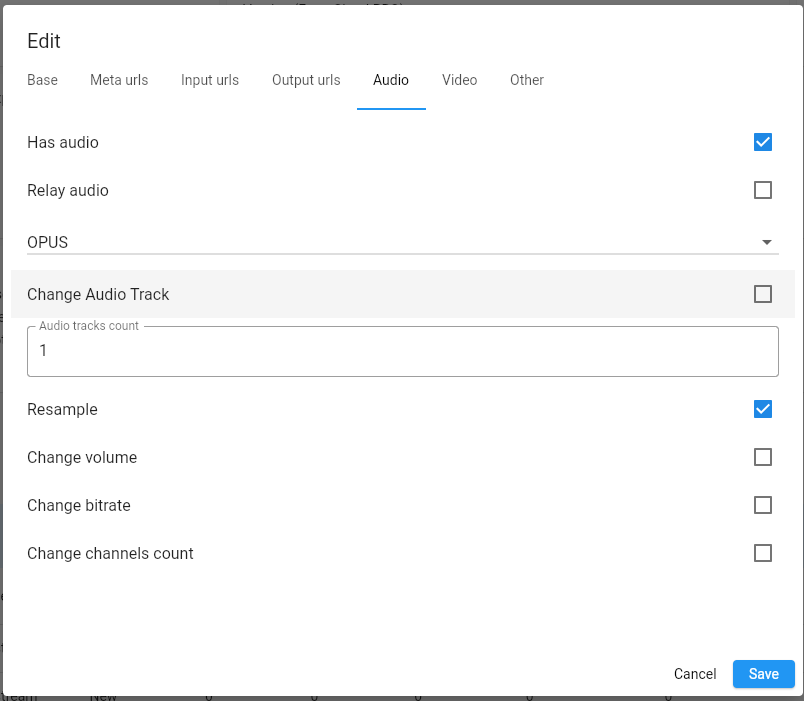 Edit
Base Meta urls Input urls Output urls Audio Video Other
Has audio
Relay audio
OPUS
Change Audio Track
Audio tracks count
1
Resample
Change volume
Change bitrate
Change channels count
Cancel Save